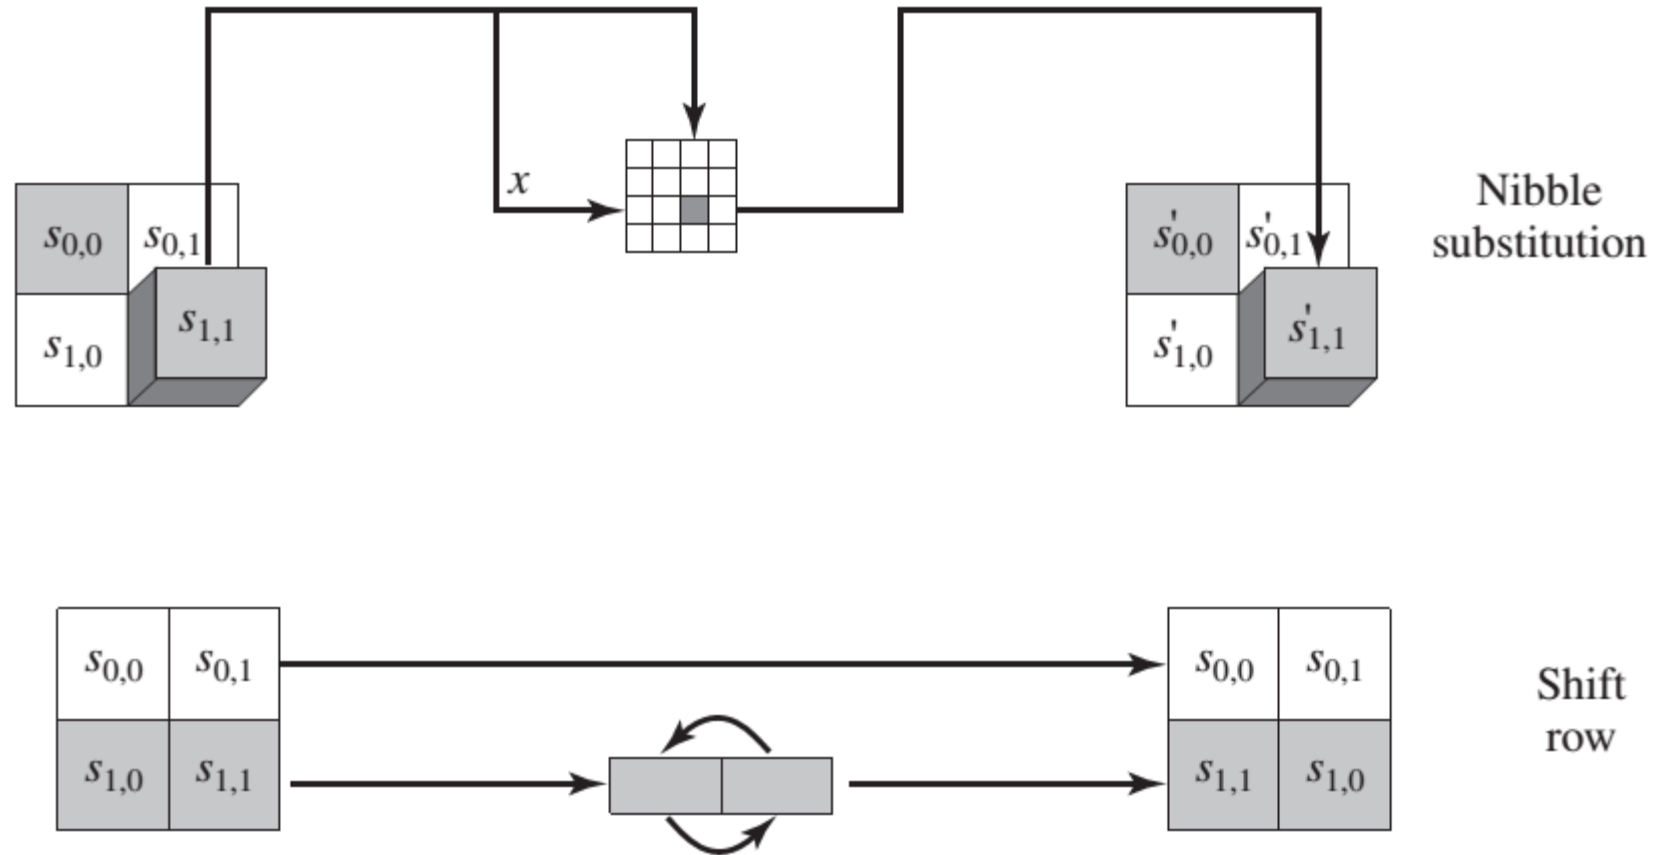 x
s0,0 s0,1
s1,0 s1,1
s'0,0 s'0,1
s'1,0 s'1,1
Nibble
substitution
s0,0 s0,1
s1,0 s1,1
s0,0 s0,1
s1,1 s1,0
Shift
row